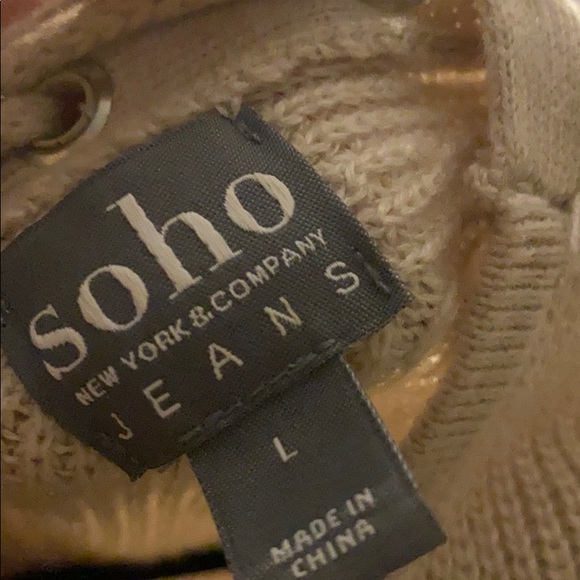 soho
NEW YORK & COMPANY
JEANS
L
MADE IN
CHINA